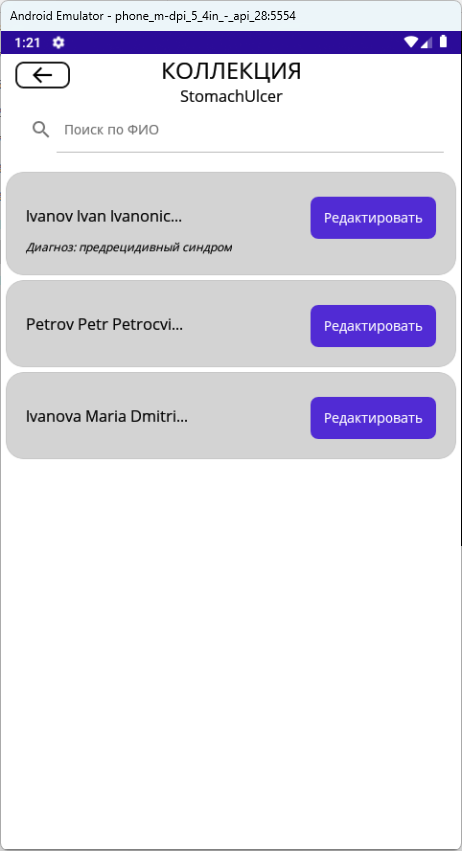 Android Emulator - phone_m-dpi_5_4in_-_api_28:5554
1:21
КОЛЛЕКЦИЯ
StomachUlcer
Поиск по ФИО
Ivanov Ivan Ivanonic...
Редактировать
Диагноз: предрецидивный синдром
Petrov Petr Petrocvi...
Редактировать
Ivanova Maria Dmitri...
Редактировать